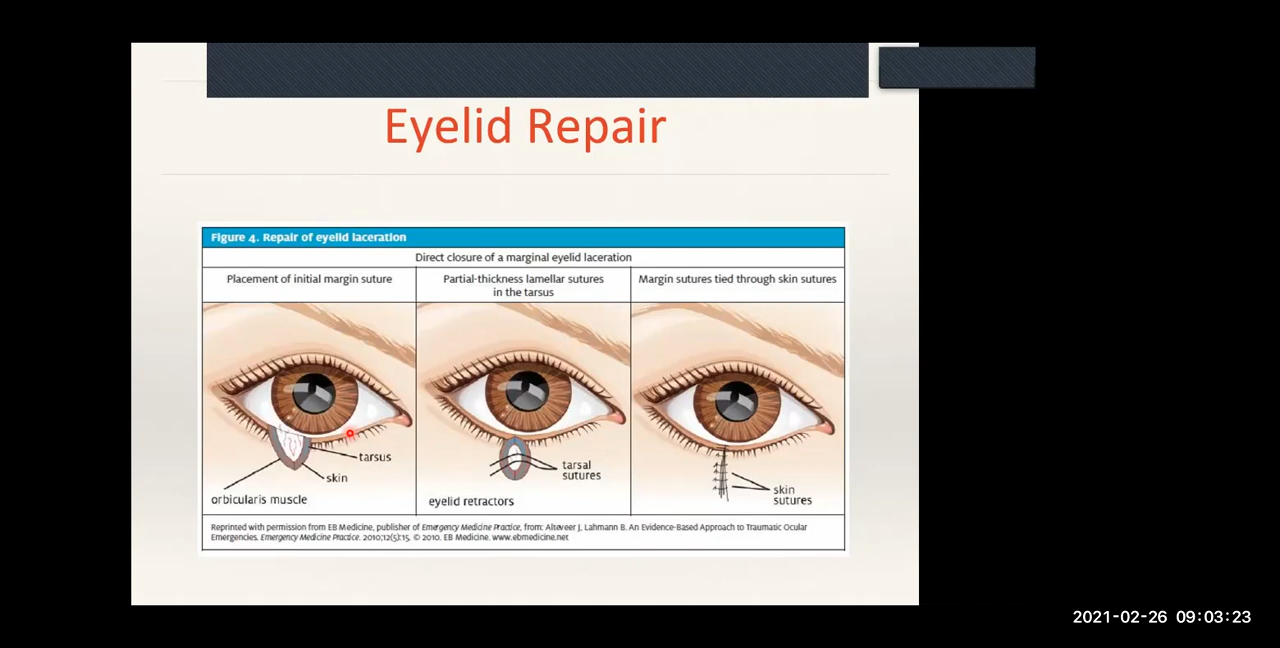 Eyelid Repair
Figure 4. Repair of eyelid laceration
Direct closure of a marginal eyelid laceration
Placement of initial margin suture
Partial-thickness lamellar sutures
in the tarsus
Margin sutures tied through skin sutures
tarsus
skin
orbicularis muscle
tarsal
sutures
eyelid retractors
skin
sutures
Reprinted with permission from EB Medicine, publisher of Emergency Medicine Practice, from: Alteveer J, Lahmann B. An Evidence-Based Approach to Traumatic Ocular
Emergencies. Emergency Medicine Practice. 2010;12(5):15. © 2010. EB Medicine. www.ebmedicine.net
2021-02-26 09:03:23